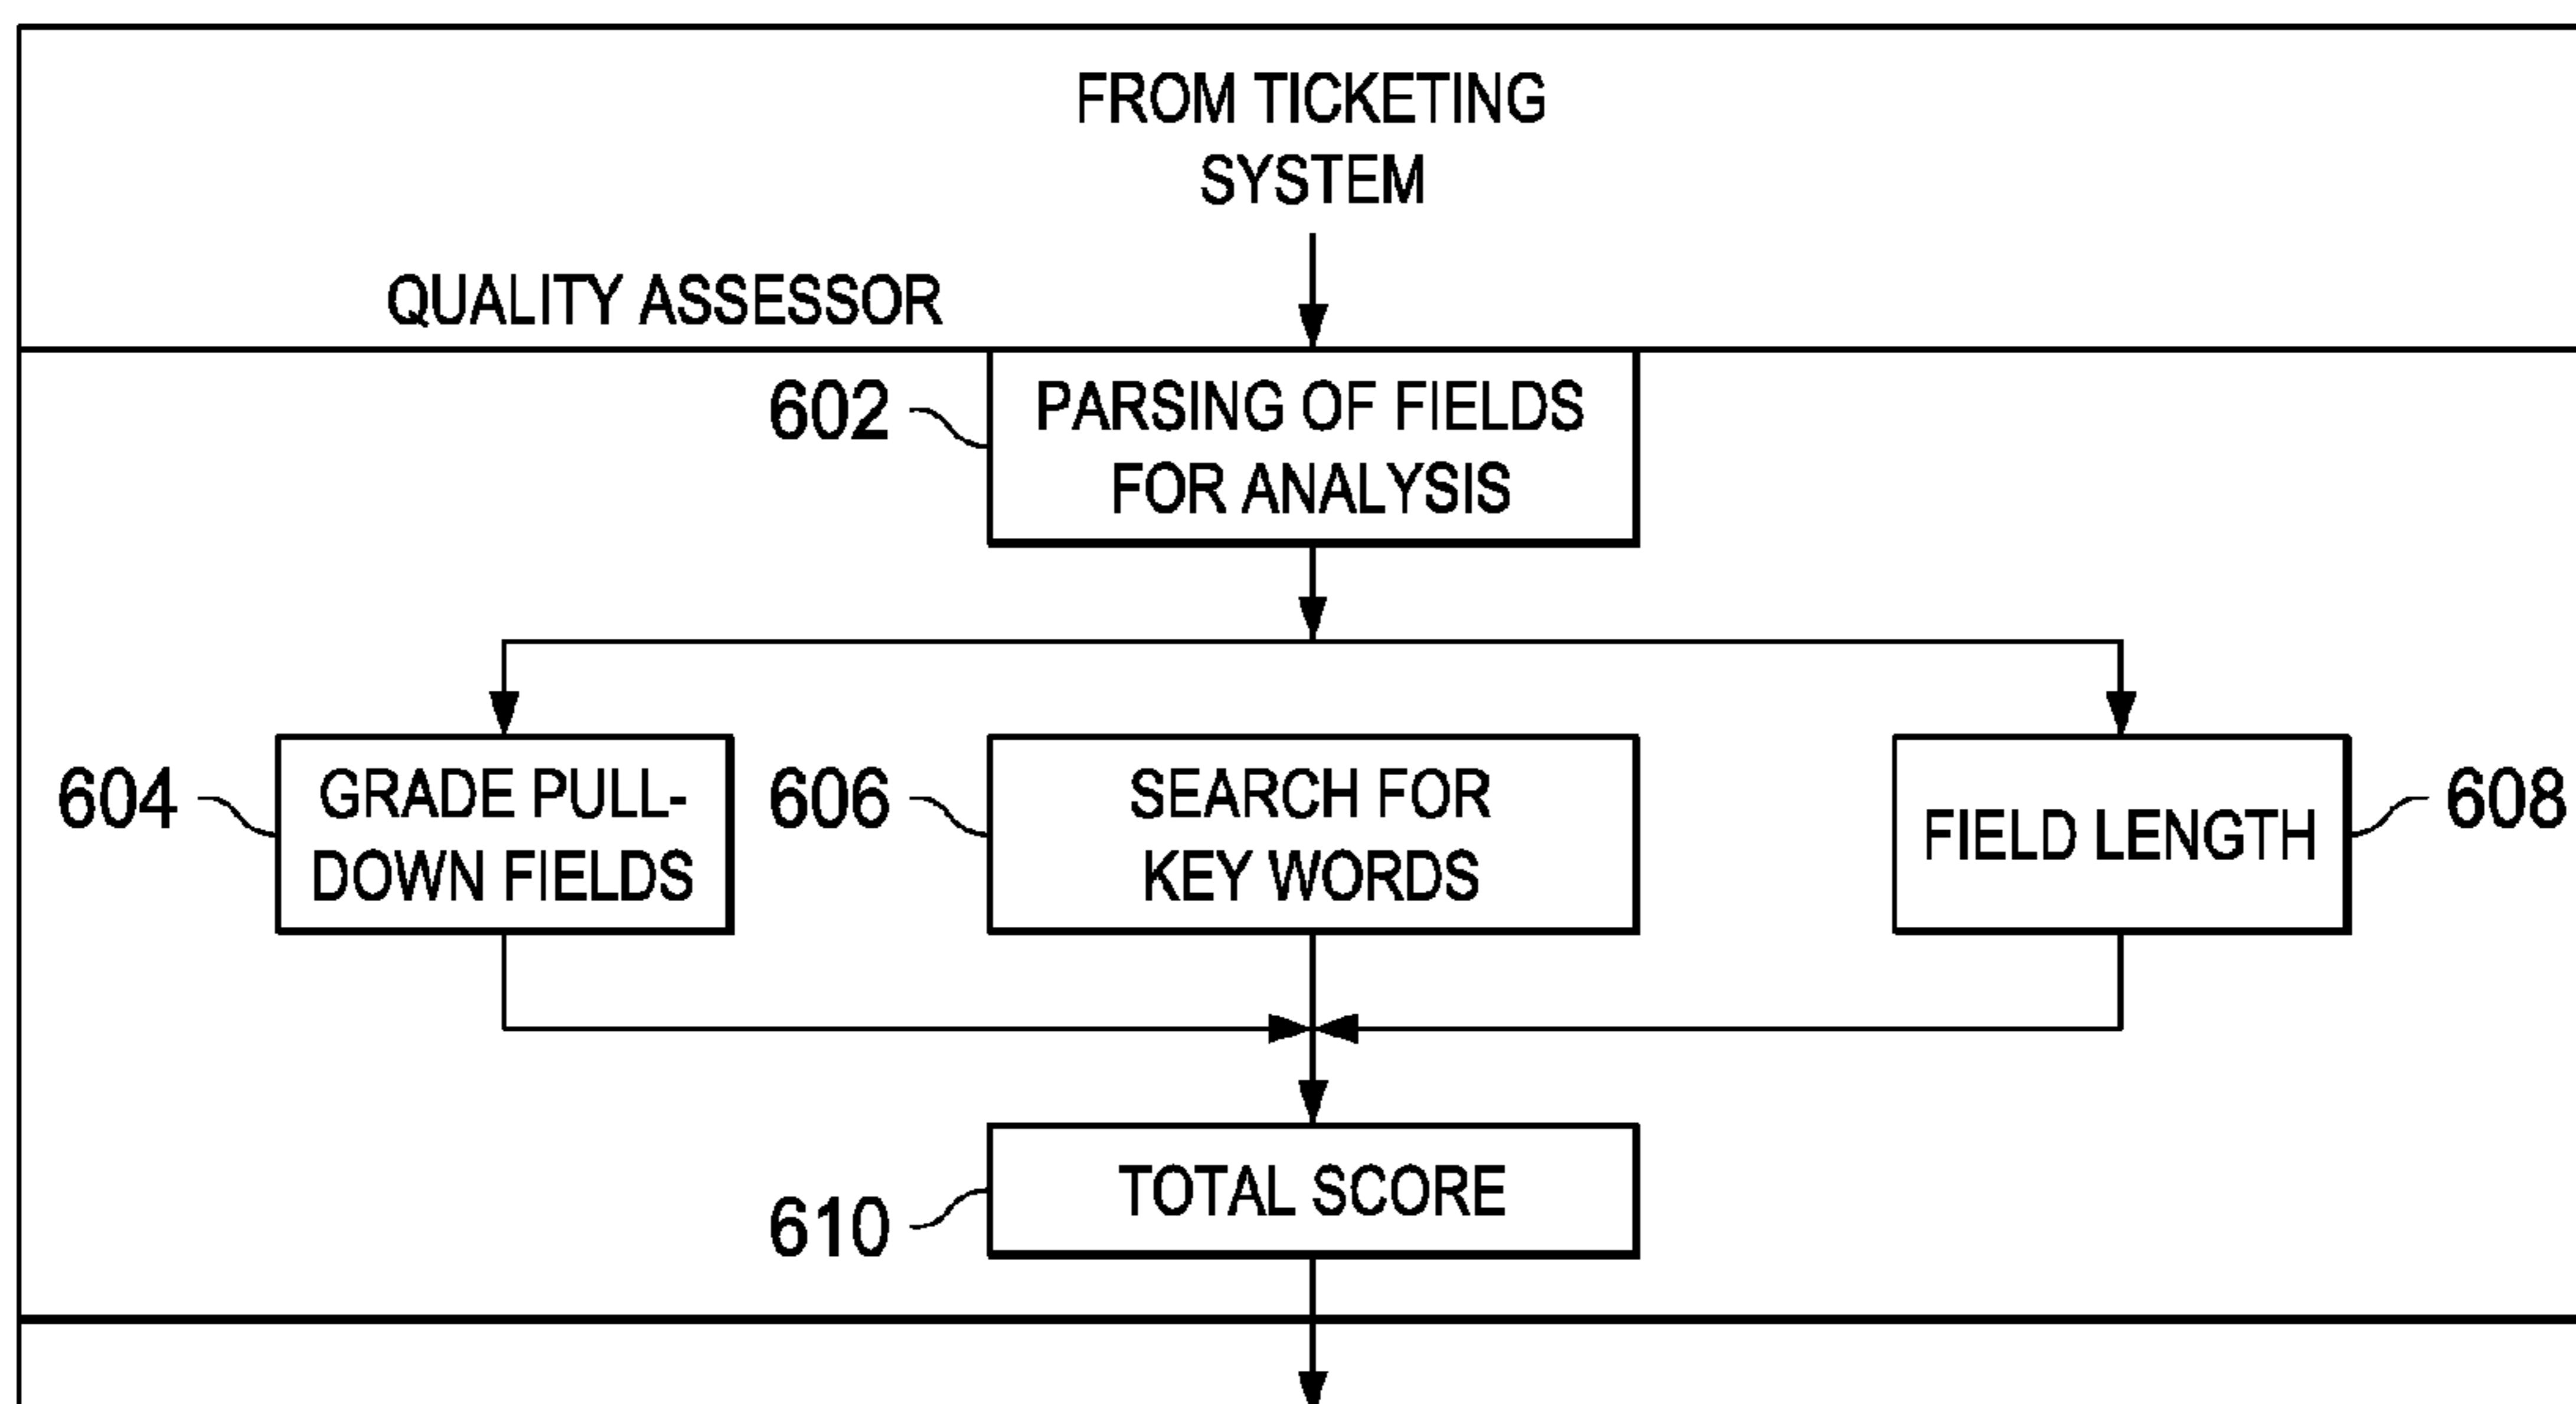 FROM TICKETING
SYSTEM
QUALITY ASSESSOR
602
PARSING OF FIELDS
FOR ANALYSIS
604
GRADE PULL-
DOWN FIELDS
606
SEARCH FOR
KEY WORDS
FIELD LENGTH
608
TOTAL SCORE
610